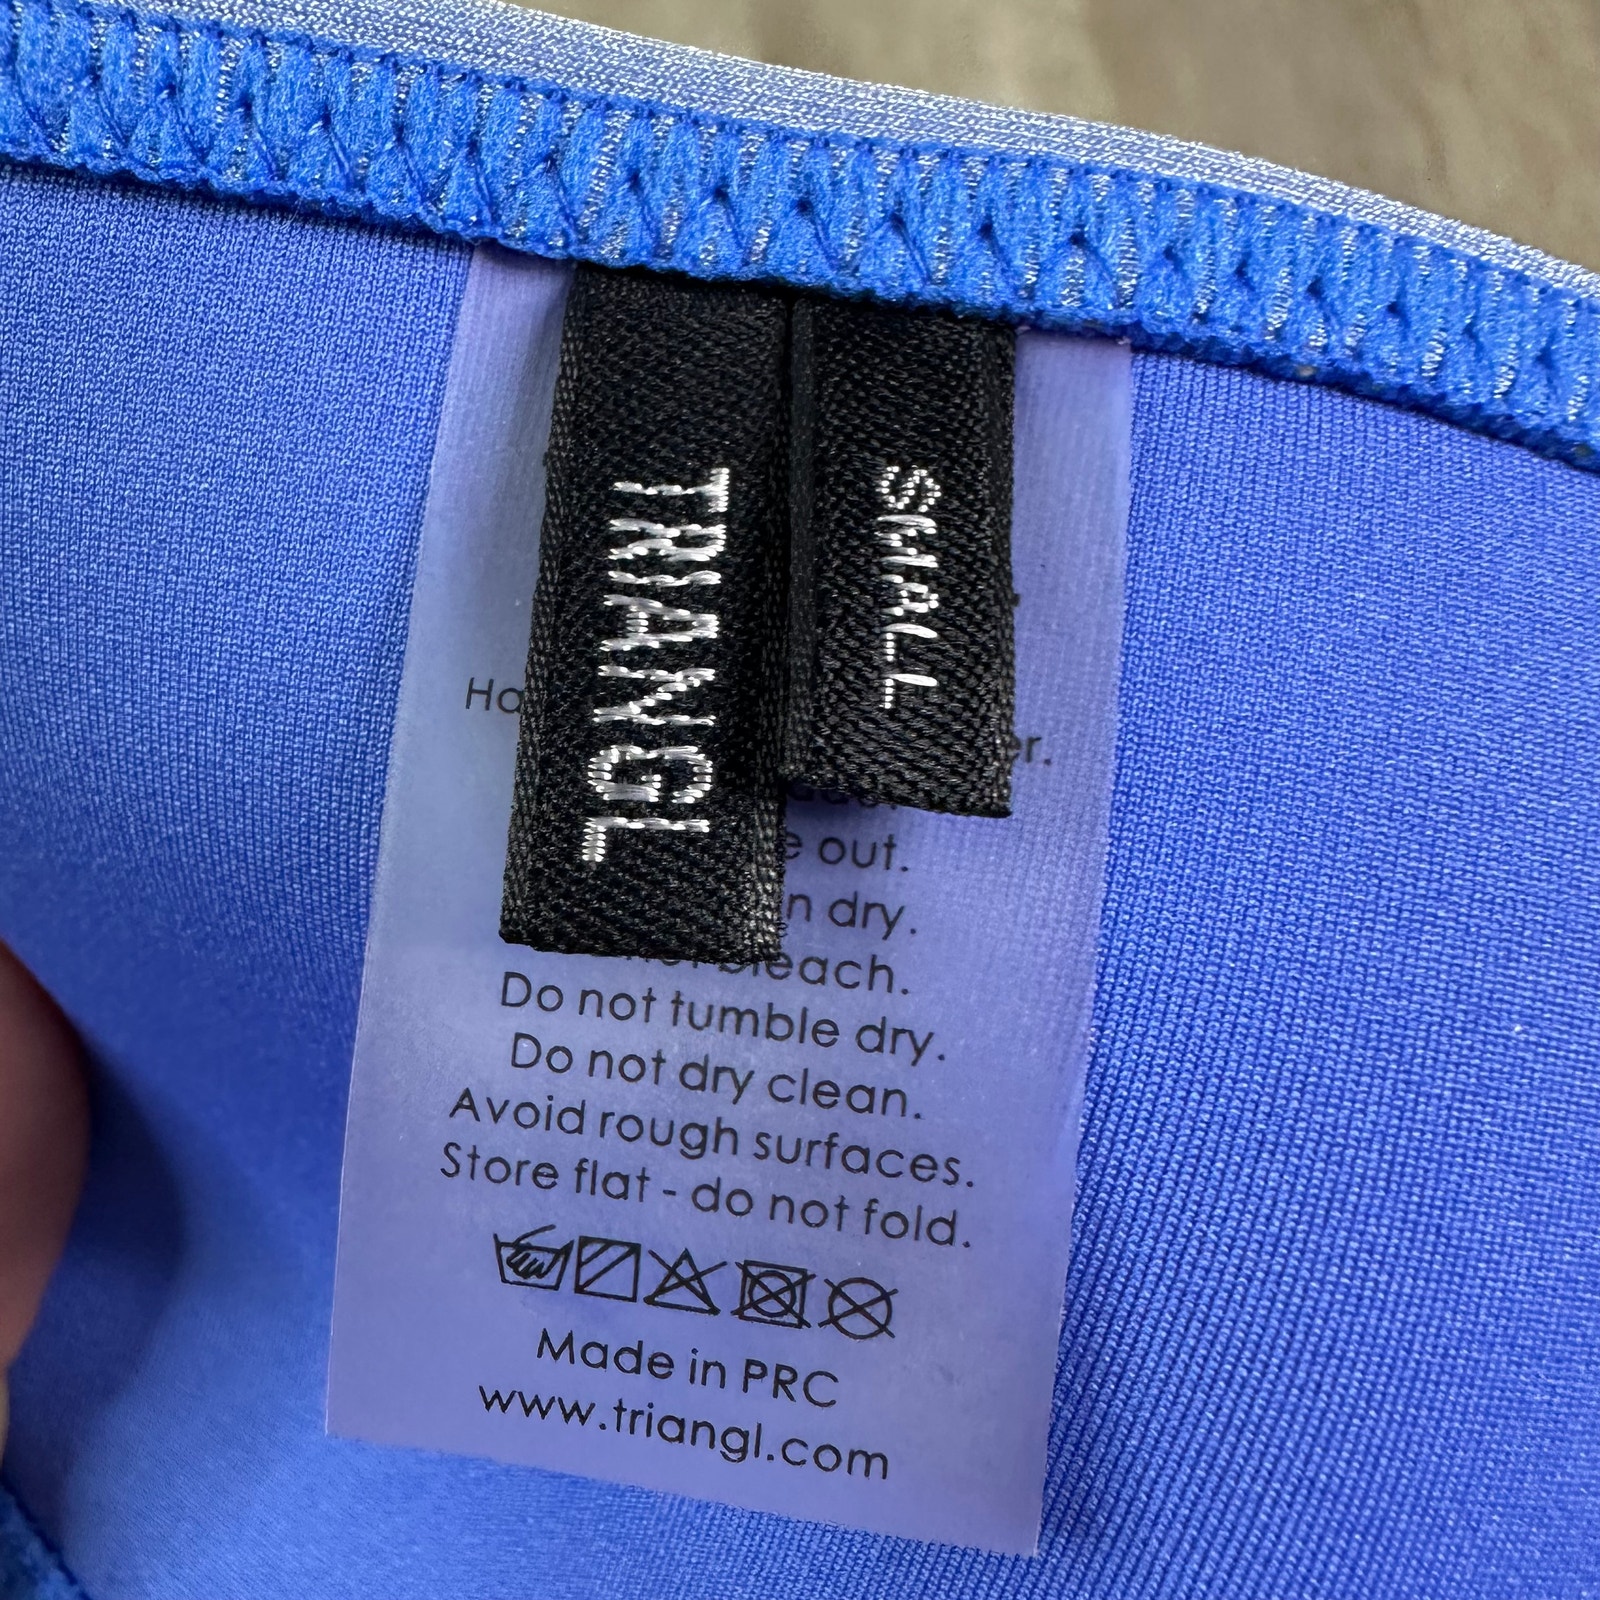 TRIANGL
SMALL
out.
dry.
Do not tumble dry.
Do not dry clean.
Avoid rough surfaces.
Store flat - do not fold.
Made in PRC
www.triangl.com